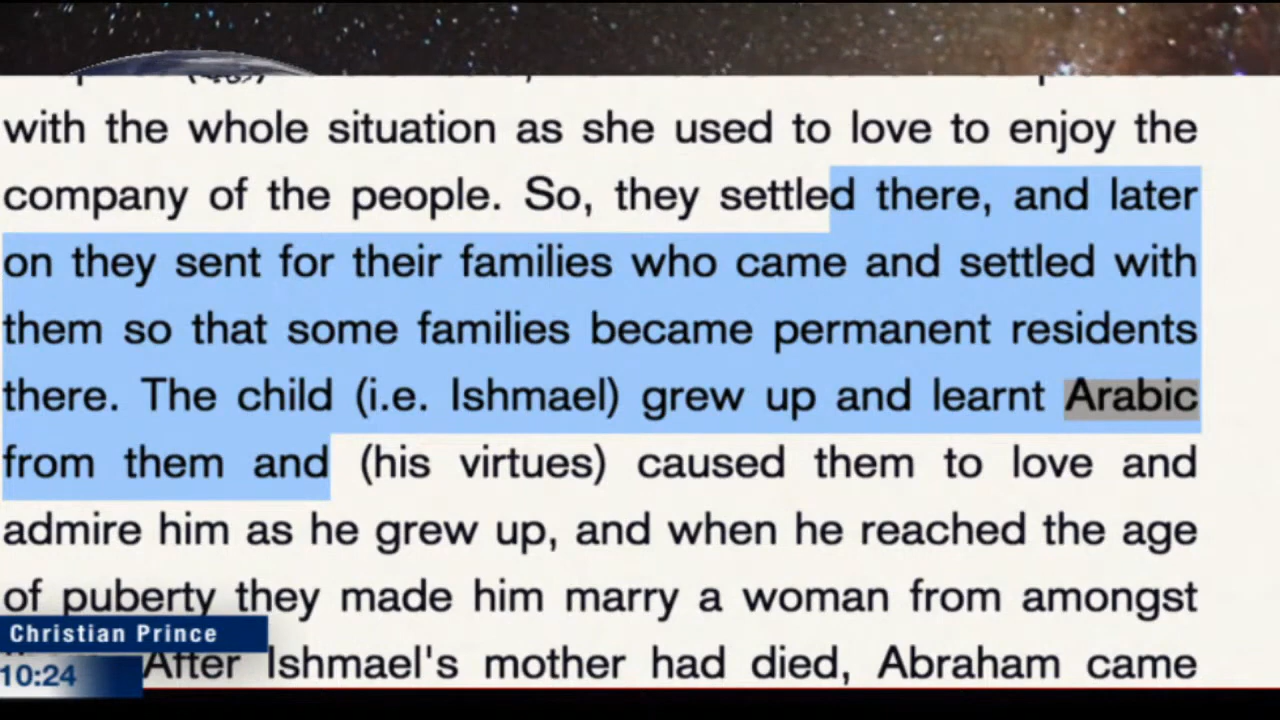 with the whole situation as she used to love to enjoy the
company of the people. So, they settled there, and later
on they sent for their families who came and settled with
them so that some families became permanent residents
there. The child (i.e. Ishmael) grew up and learnt Arabic
from them and (his virtues) caused them to love and
admire him as he grew up, and when he reached the age
of puberty they made him marry a woman from amongst
Christian Prince
After Ishmael's mother had died, Abraham came
10:24